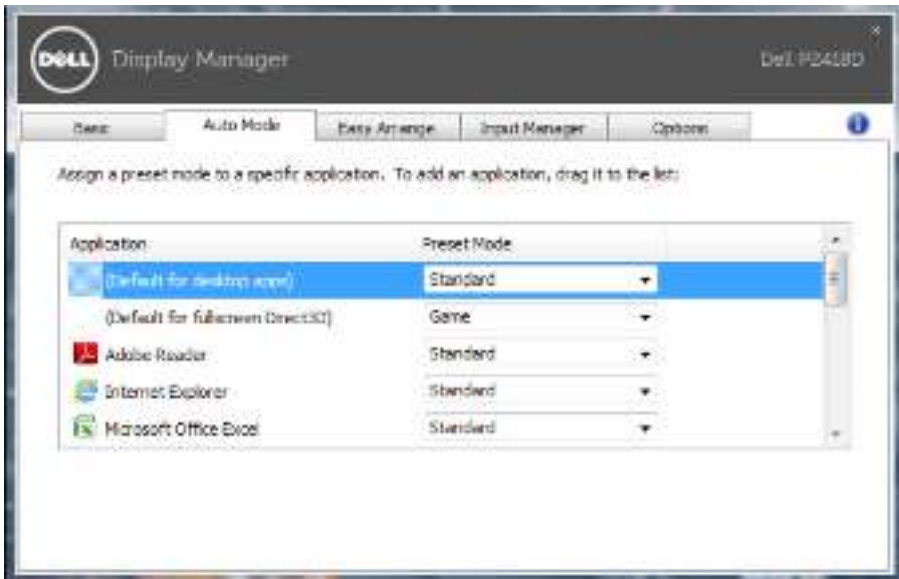 DELL Display Manager Dell P2418D
Basic Auto Mode Easy Arrange Input Manager Options
Assign a preset mode to a specific application. To add an application, drag it to the list:
Application Preset Mode
(Default for desktop apps) Standard
(Default for fullscreen Direct3D) Game
Adobe Reader Standard
Internet Explorer Standard
Microsoft Office Excel Standard